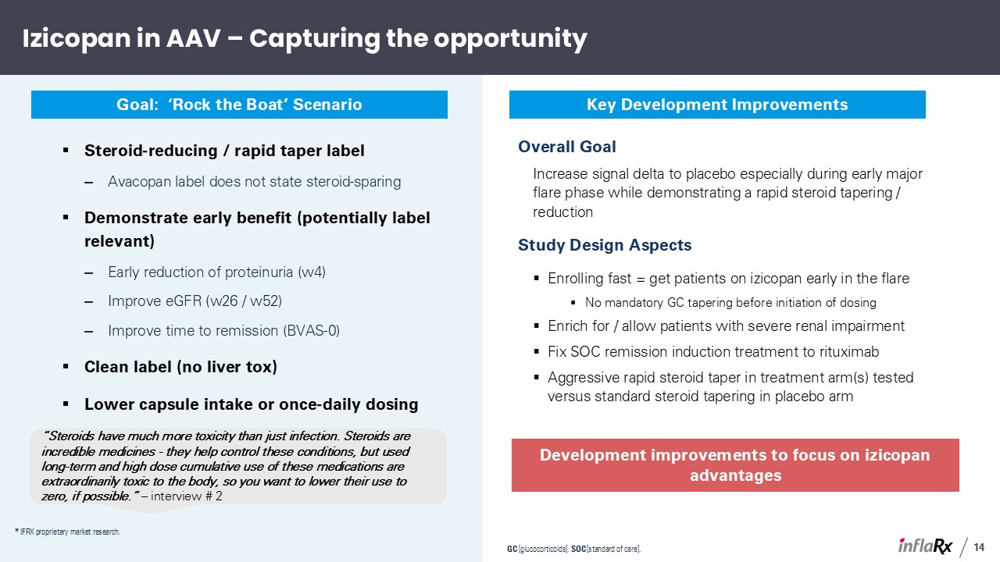 Izicopan in AAV – Capturing the opportunity
Goal: ‘Rock the Boat’ Scenario
▪ Steroid-reducing / rapid taper label
– Avacopan label does not state steroid-sparing
▪ Demonstrate early benefit (potentially label
relevant)
– Early reduction of proteinuria (w4)
– Improve eGFR (w26 / w52)
– Improve time to remission (BVAS-0)
▪ Clean label (no liver tox)
▪ Lower capsule intake or once-daily dosing
“Steroids have much more toxicity than just infection. Steroids are
incredible medicines - they help control these conditions, but used
long-term and high dose cumulative use of these medications are
extraordinarily toxic to the body, so you want to lower their use to
zero, if possible.” – interview # 2
* IFRX proprietary market research.
Key Development Improvements
Overall Goal
Increase signal delta to placebo especially during early major
flare phase while demonstrating a rapid steroid tapering /
reduction
Study Design Aspects
▪ Enrolling fast = get patients on izicopan early in the flare
▪ No mandatory GC tapering before initiation of dosing
▪ Enrich for / allow patients with severe renal impairment
▪ Fix SOC remission induction treatment to rituximab
▪ Aggressive rapid steroid taper in treatment arm(s) tested
versus standard steroid tapering in placebo arm
Development improvements to focus on izicopan
advantages
GC [glucocorticoids]. SOC [standard of care].
inflaRx / 14